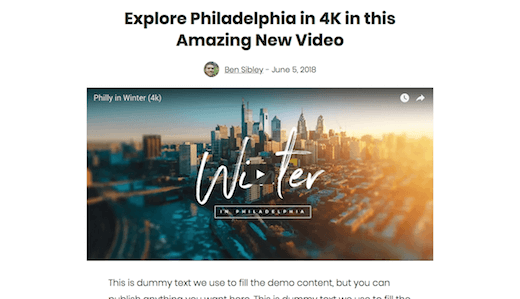 Explore Philadelphia in 4K in this
Amazing New Video
Ben Sibley - June 5, 2018
Philly in Winter (4k)
Winter
IN PHILADELPHIA
This is dummy text we use to fill the demo content, but you can
publish anything you want here. This is dummy text we use to fill the